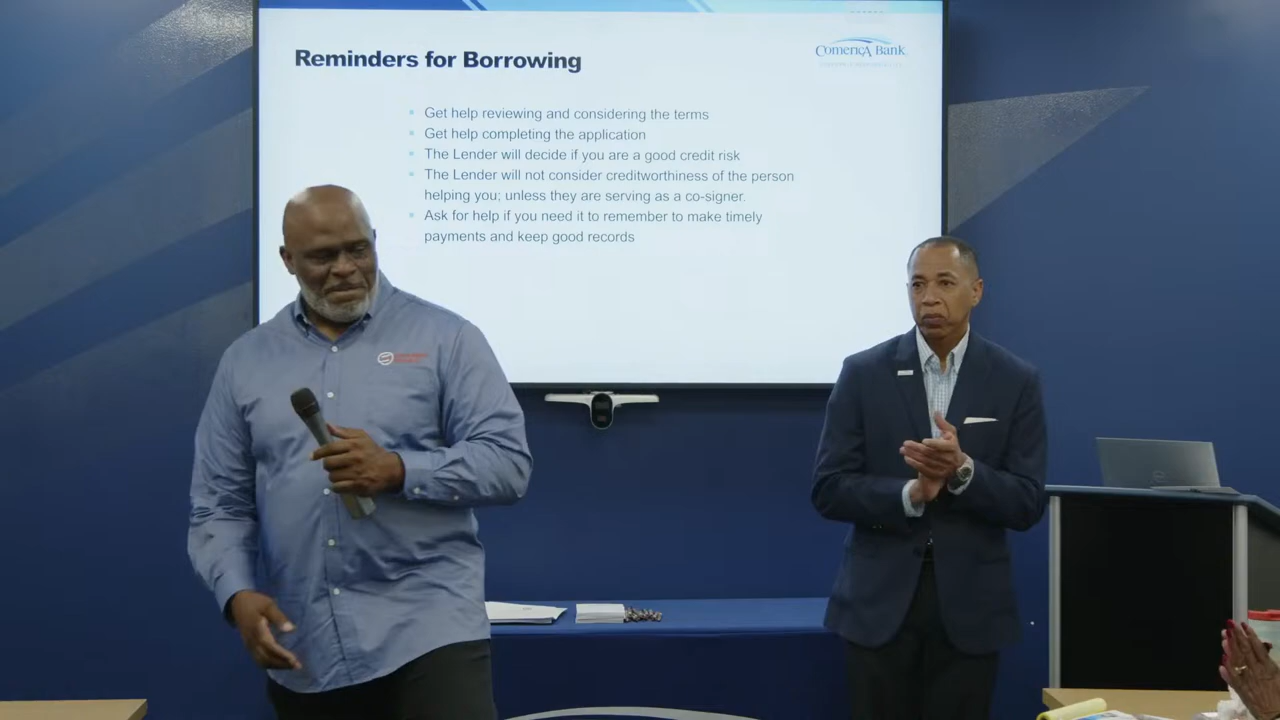 Reminders for Borrowing
Comerica Bank
Get help reviewing and considering the terms
Get help completing the application
The Lender will decide if you are a good credit risk
The Lender will not consider creditworthiness of the person
helping you; unless they are serving as a co-signer.
Ask for help if you need it to remember to make timely
payments and keep good records